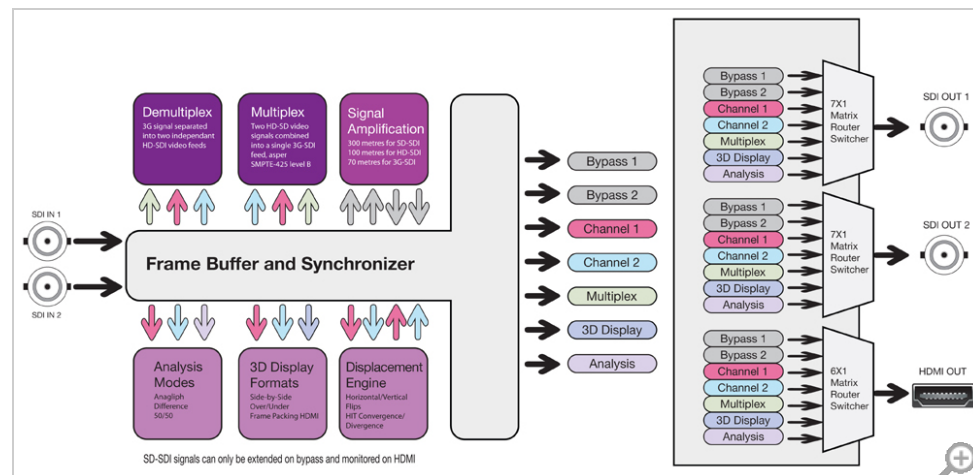 Demultiplex
3G signal separated
into two independant
HD-SDI video feeds
Multiplex
Two HD-SD video
signals combined
into a single 3G-SDI
feed, asper
SMPTE-425 level B
Signal
Amplification
300 metres for SD-SDI
100 metres for HD-SDI
70 metres for 3G-SDI
SDI IN 1
SDI IN 2
Frame Buffer and Synchronizer
Analysis
Modes
Anagliph
Difference
50/50
3D Display
Formats
Side-by-Side
Over/Under
Frame Packing HDMI
Displacement
Engine
Horizontal/Vertical
Flips
HIT Convergence/
Divergence
SD-SDI signals can only be extended on bypass and monitored on HDMI
Bypass 1
Bypass 2
Channel 1
Channel 2
Multiplex
3D Display
Analysis
Bypass 1
Bypass 2
Channel 1
Channel 2
Multiplex
3D Display
Analysis
7X1
Matrix
Router
Switcher
SDI OUT 1
Bypass 1
Bypass 2
Channel 1
Channel 2
Multiplex
3D Display
Analysis
7X1
Matrix
Router
Switcher
SDI OUT 2
Bypass 1
Bypass 2
Channel 1
Channel 2
Multiplex
3D Display
Analysis
6X1
Matrix
Router
Switcher
HDMI OUT